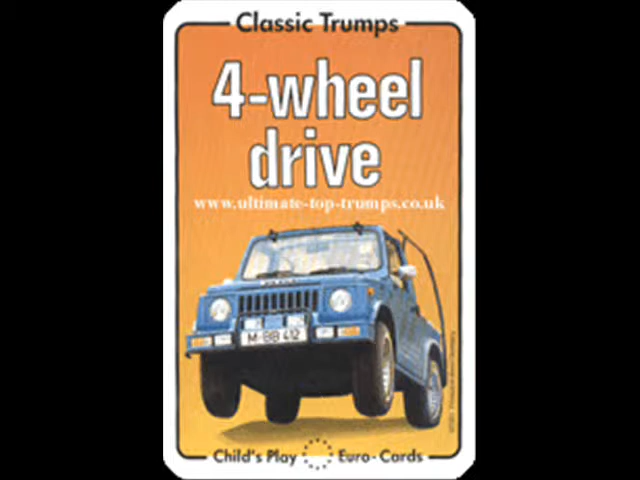 Classic Trumps
4-wheel
drive
www.ultimate-top-trumps.co.uk
M·BB 412
Child's Play Euro-Cards